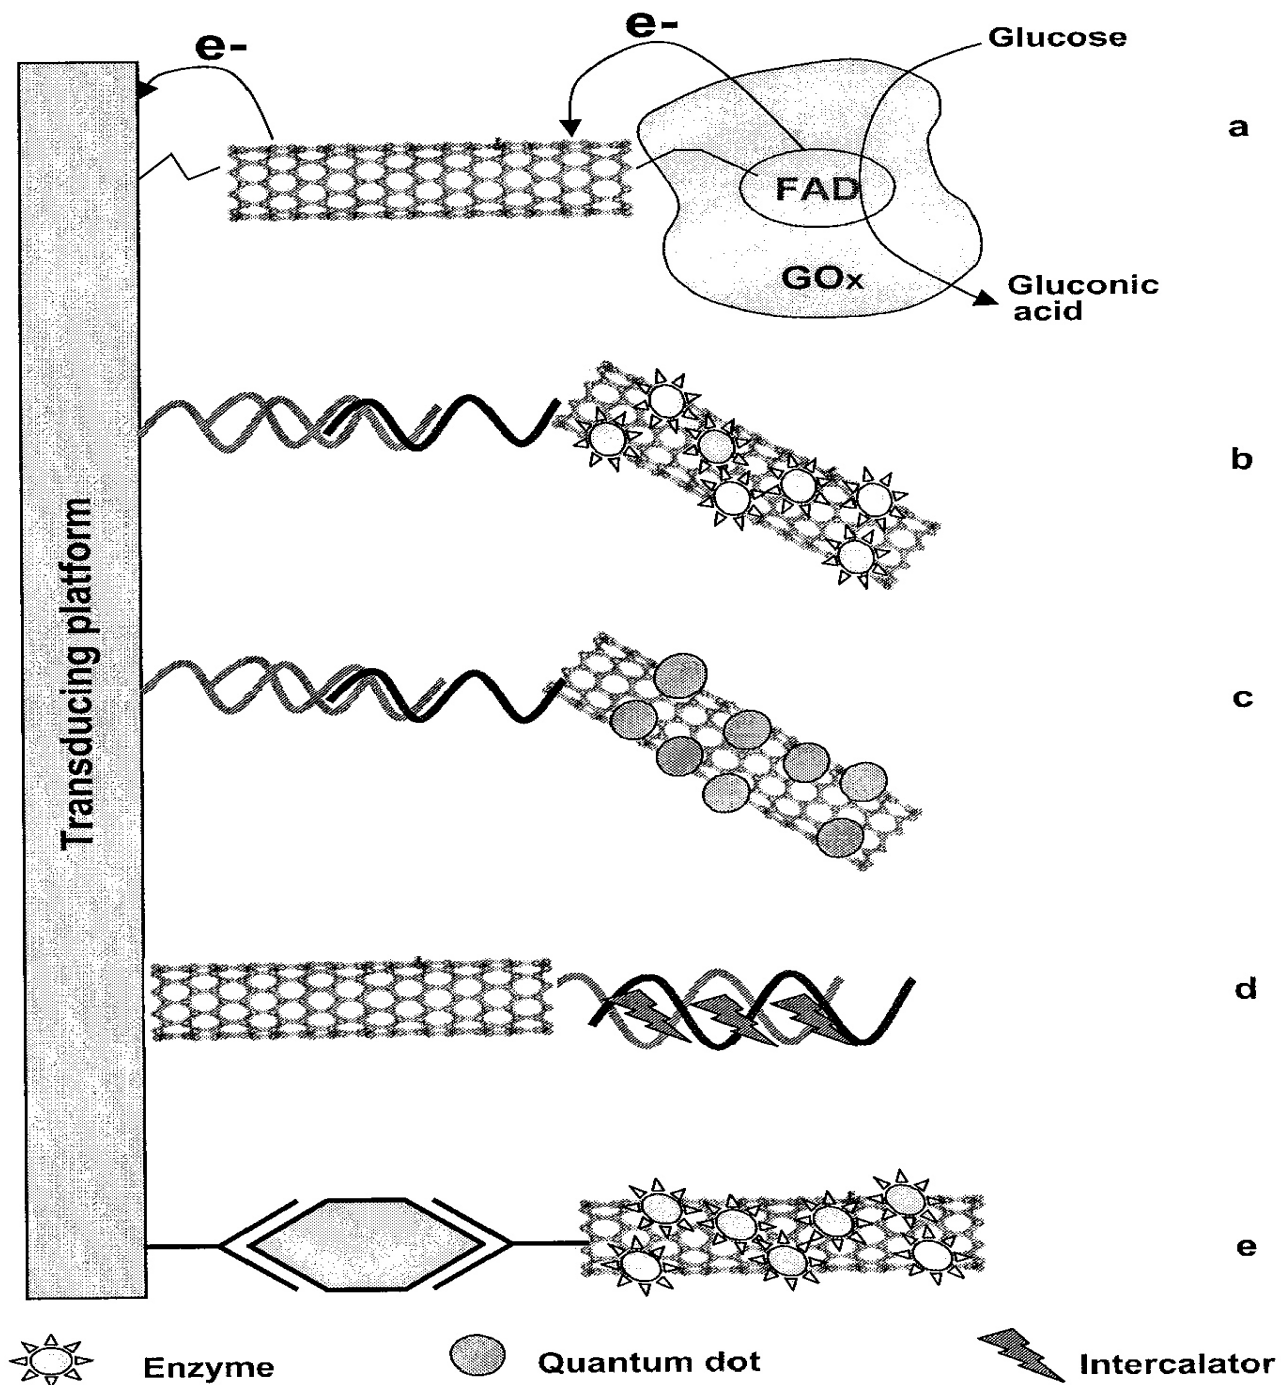 e-
e-
Glucose
a
FAD
GOx
Gluconic
acid
b
Transducing platform
c
d
e
Enzyme
Quantum dot
Intercalator